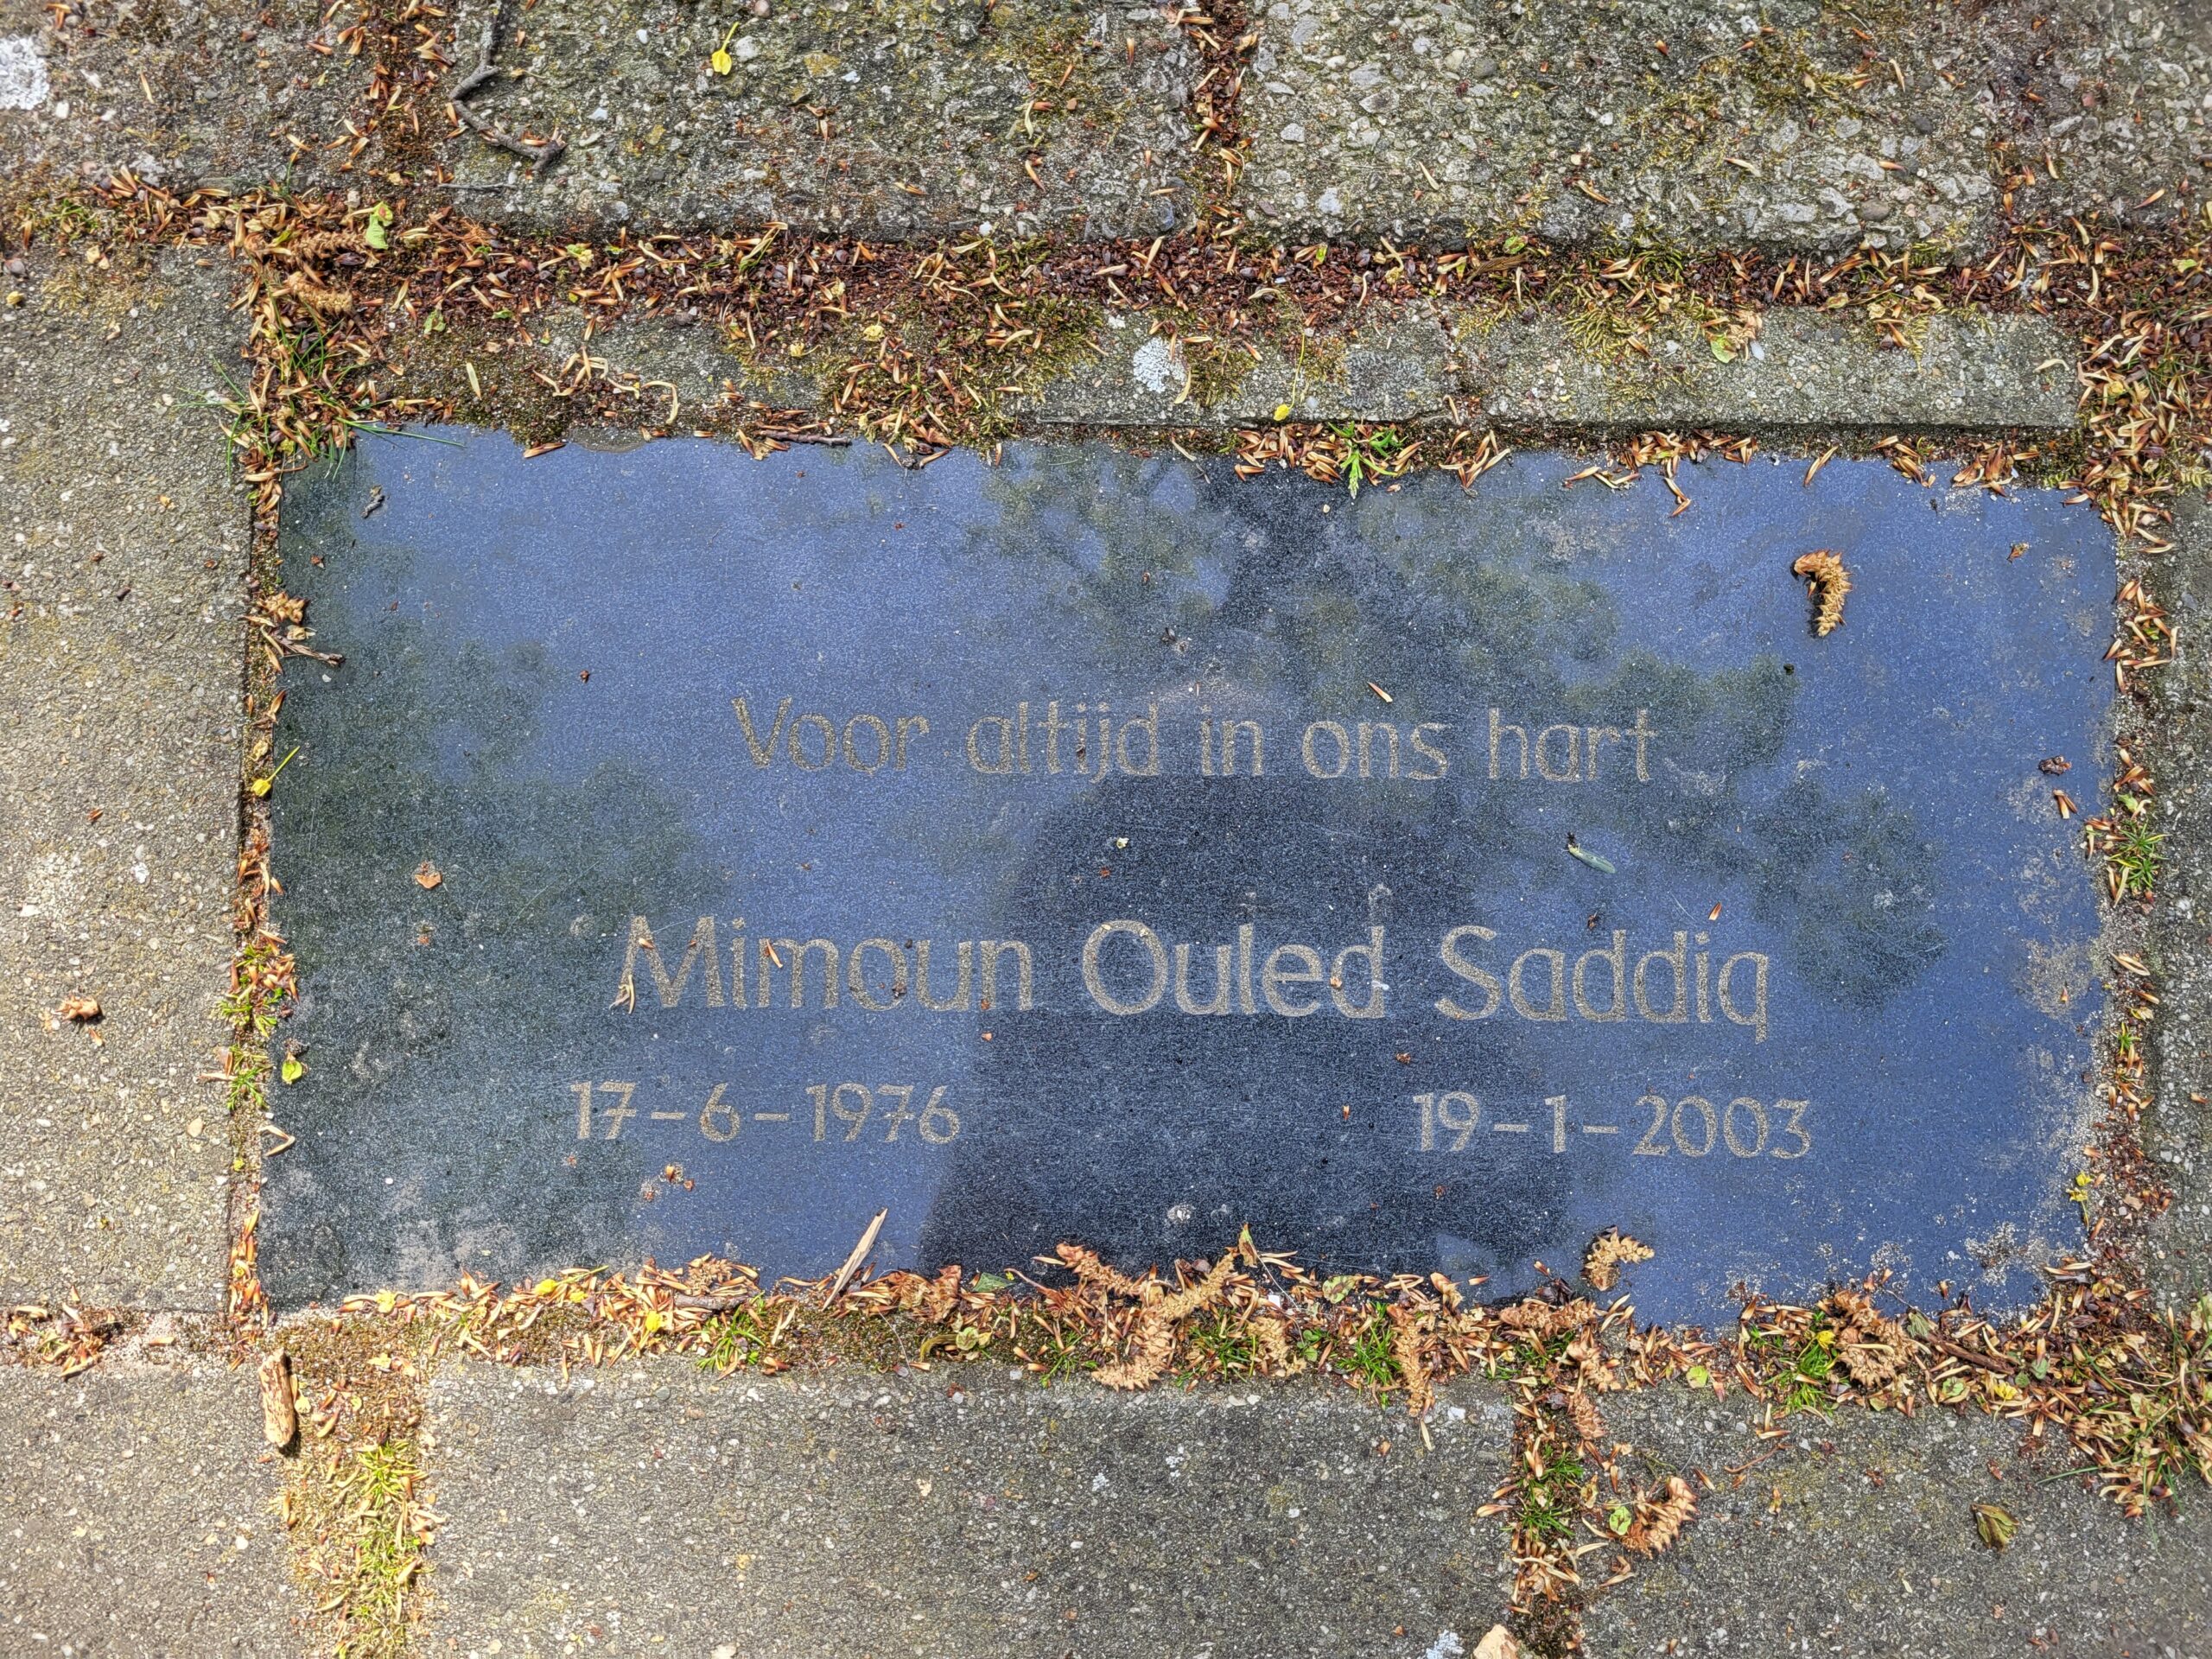 Voor altijd in ons hart
Mimoun Ouled Saddiq
17-6-1976 19-1-2003